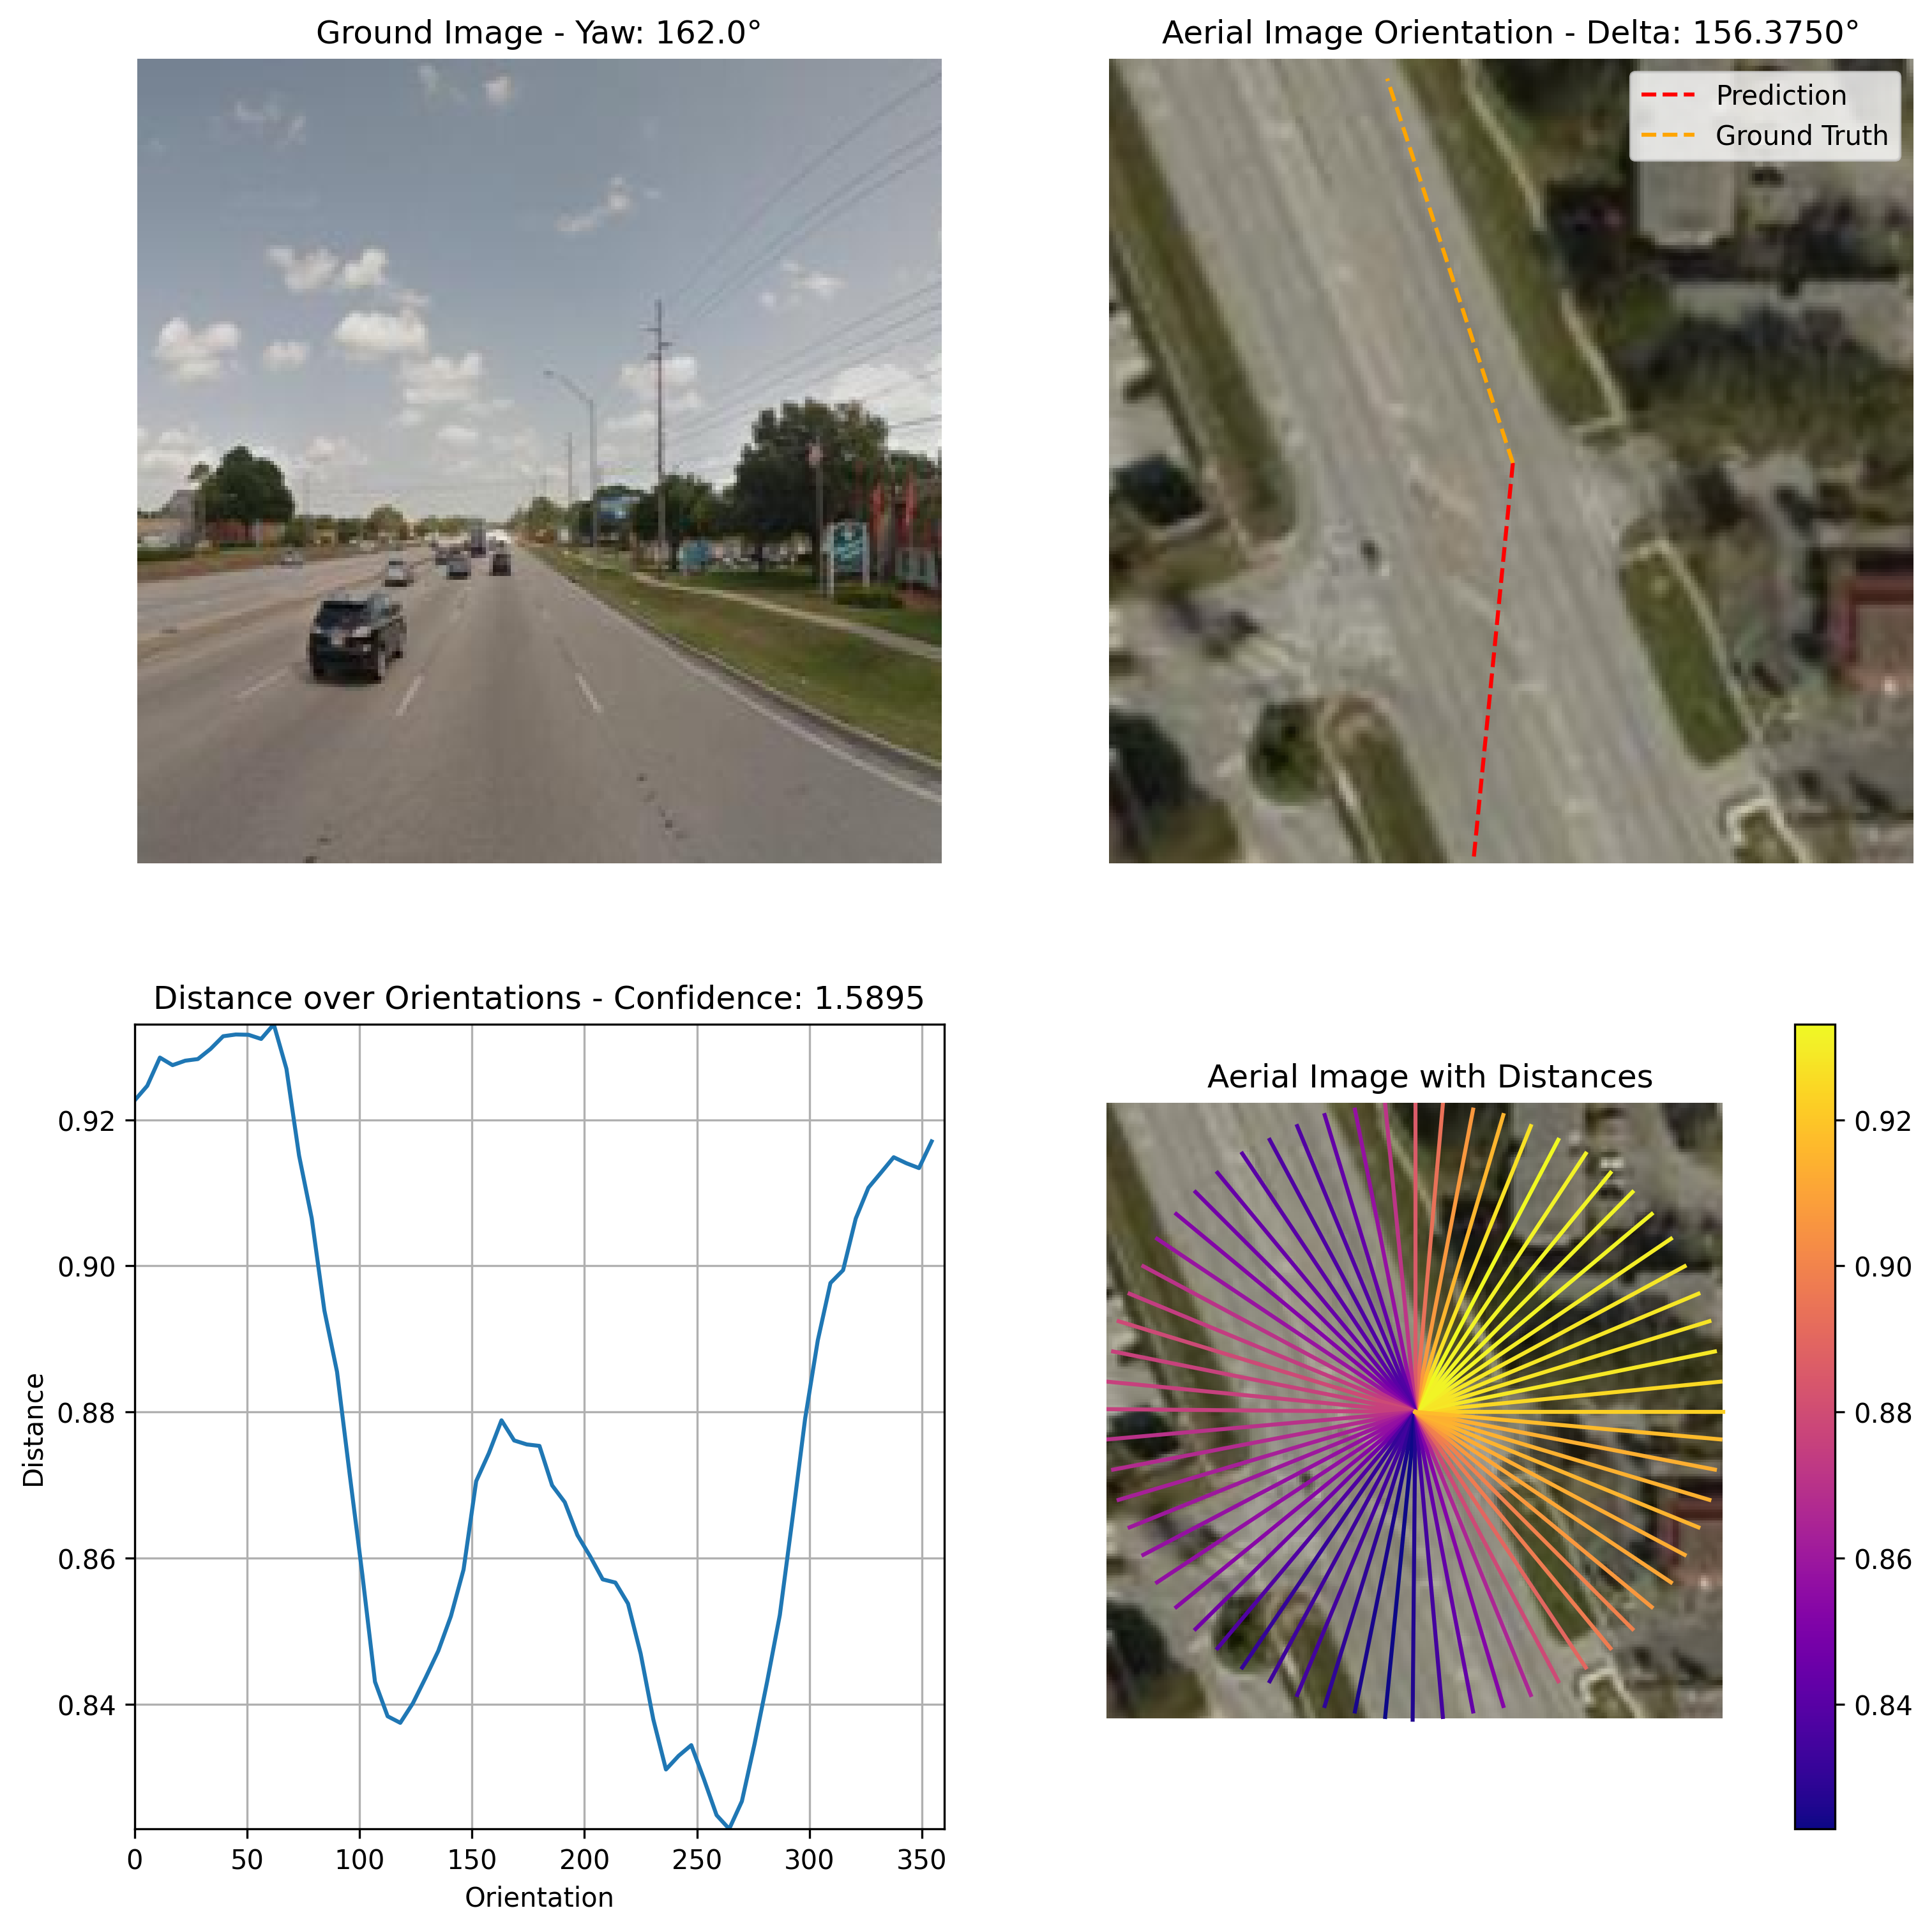 Ground Image - Yaw: 162.0°
Aerial Image Orientation - Delta: 156.3750°
Prediction
Ground Truth
Distance over Orientations - Confidence: 1.5895
0.92
0.90
0.88
0.86
0.84
Distance
0 50 100 150 200 250 300 350
Orientation
Aerial Image with Distances
0.92
0.90
0.88
0.86
0.84